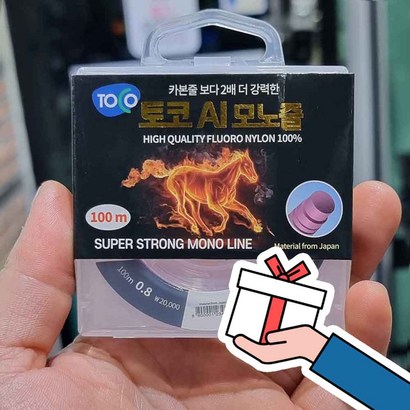 TOCO
카본줄 보다 2배 더 강력한
토코 AI 모노줄
HIGH QUALITY FLUORO NYLON 100%
100 m
SUPER STRONG MONO LINE
Material from Japan
100m 0.8 ₩20,000